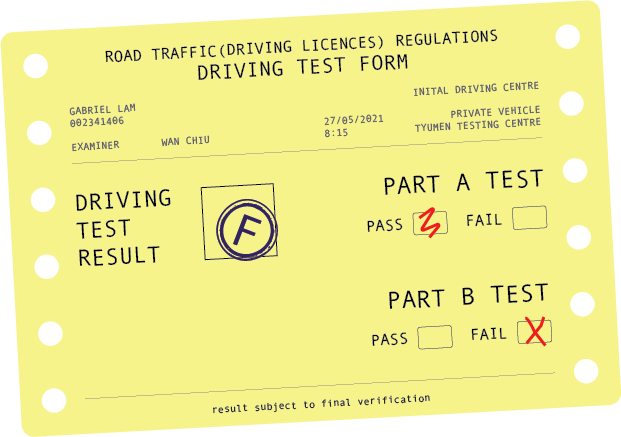 ROAD TRAFFIC(DRIVING LICENCES) REGULATIONS
DRIVING TEST FORM
INITAL DRIVING CENTRE
GABRIEL LAM
002341406
27/05/2021
8:15
PRIVATE VEHICLE
TYUMEN TESTING CENTRE
EXAMINER WAN CHIU
DRIVING
TEST
RESULT
F
PART A TEST
PASS FAIL
PART B TEST
PASS FAIL X
result subject to final verification